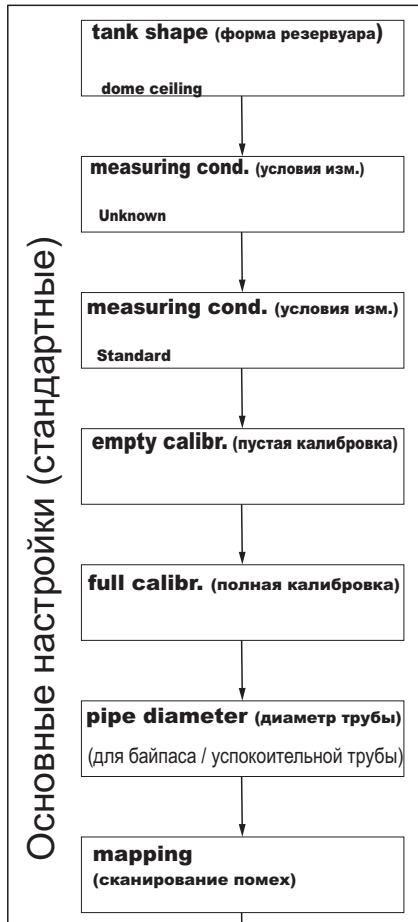 Основные настройки (стандартные)
tank shape (форма резервуара)
dome ceiling
measuring cond. (условия изм.)
Unknown
measuring cond. (условия изм.)
Standard
empty calibr. (пустая калибровка)
full calibr. (полная калибровка)
pipe diameter (диаметр трубы)
(для байпаса / успокоительной трубы)
mapping
(сканирование помех)